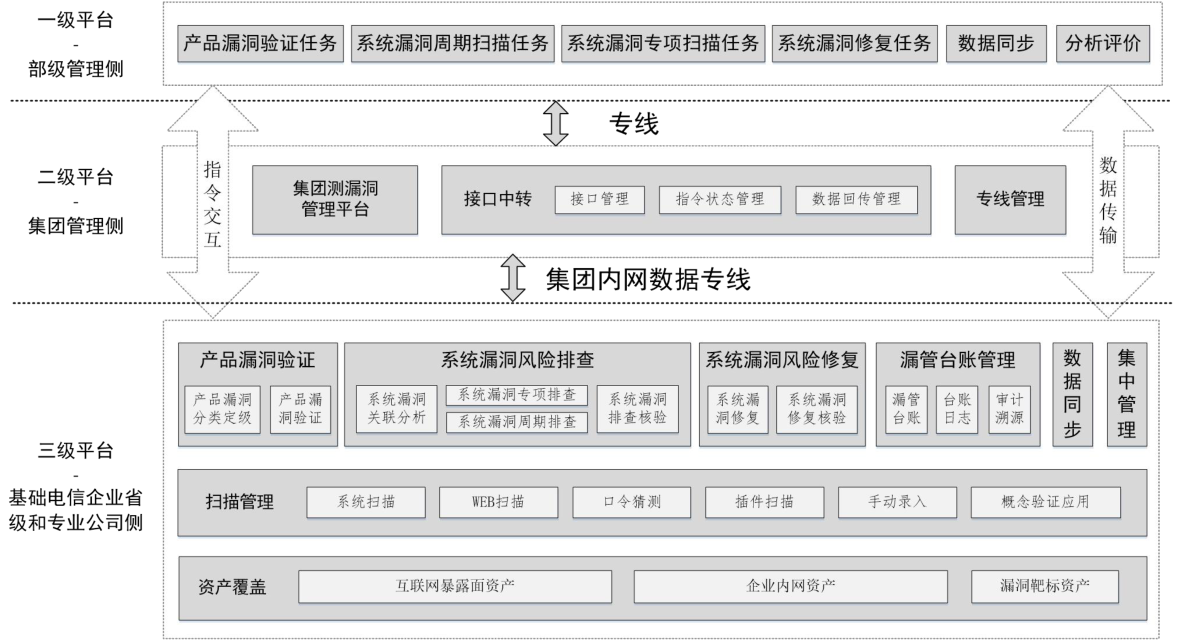 一级平台
-
部级管理侧
产品漏洞验证任务
系统漏洞周期扫描任务
系统漏洞专项扫描任务
系统漏洞修复任务
数据同步
分析评价
专线
指令交互
数据传输
二级平台
-
集团管理侧
集团测漏洞
管理平台
接口中转
接口管理
指令状态管理
数据回传管理
专线管理
集团内网数据专线
三级平台
-
基础电信企业省
级和专业公司侧
产品漏洞验证
产品漏洞
分类定级
产品漏
洞验证
系统漏洞风险排查
系统漏洞
关联分析
系统漏洞专项排查
系统漏洞周期排查
系统漏洞
排查核验
系统漏洞风险修复
系统漏
洞修复
系统漏洞
修复核验
漏管台账管理
漏管
台账
台账
日志
审计
溯源
数据同步
集中管理
扫描管理
系统扫描
WEB扫描
口令猜测
插件扫描
手动录入
概念验证应用
资产覆盖
互联网暴露面资产
企业内网资产
漏洞靶标资产